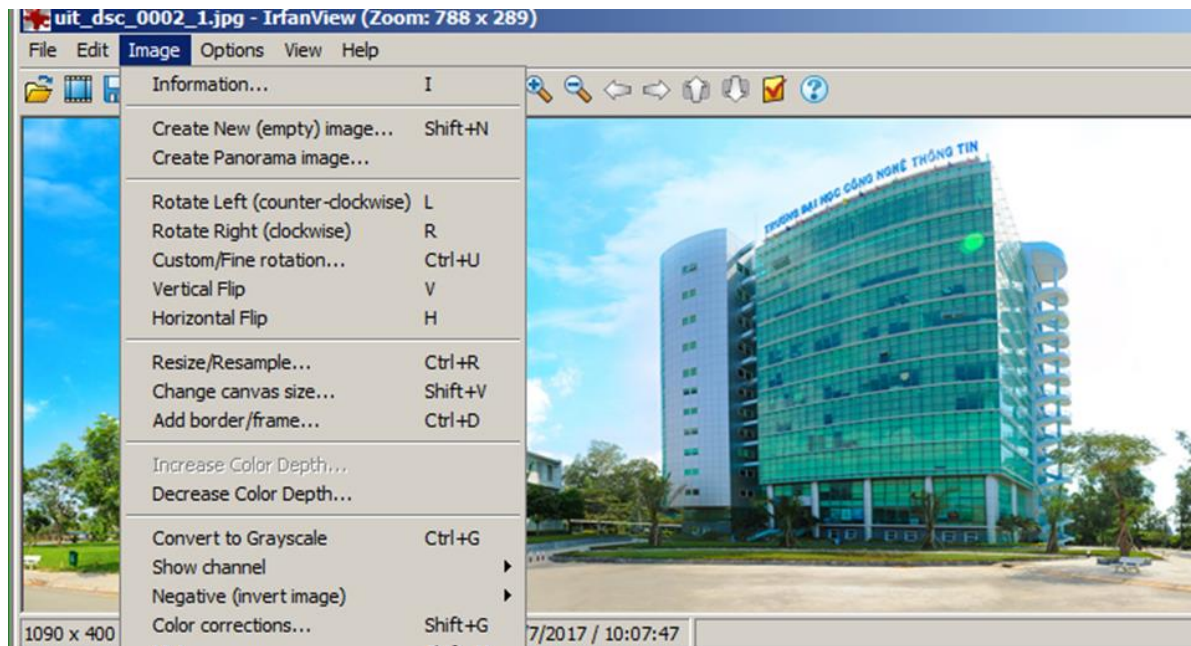 uit_dsc_0002_1.jpg - IrfanView (Zoom: 788 x 289)
File Edit Image Options View Help
Information... I
Create New (empty) image... Shift+N
Create Panorama image...
Rotate Left (counter-clockwise) L
Rotate Right (clockwise) R
Custom/Fine rotation... Ctrl+U
Vertical Flip V
Horizontal Flip H
Resize/Resample... Ctrl+R
Change canvas size... Shift+V
Add border/frame... Ctrl+D
Increase Color Depth...
Decrease Color Depth...
Convert to Grayscale Ctrl+G
Show channel
Negative (invert image)
Color corrections... Shift+G
TRƯỜNG ĐẠI HỌC CÔNG NGHỆ THÔNG TIN
1090 x 400
/7/2017 / 10:07:47